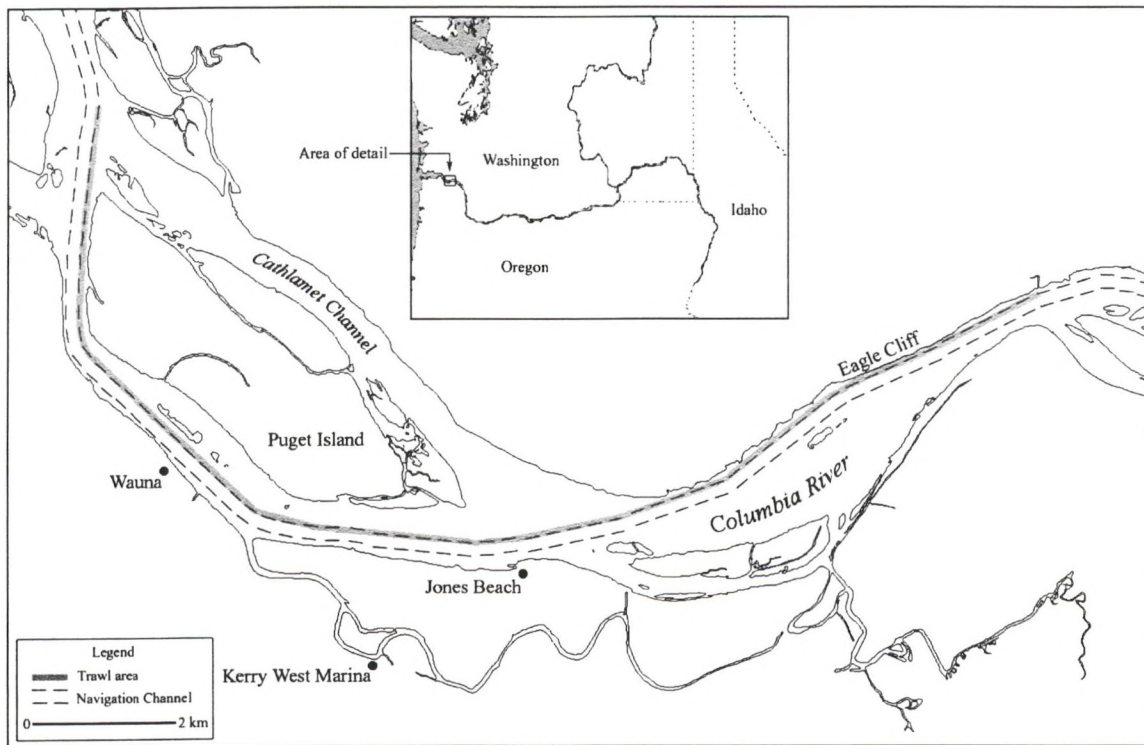 Area of detail
Washington
Idaho
Oregon
Cathlamet Channel
Eagle Cliff
Puget Island
Wauna
Columbia River
Jones Beach
Kerry West Marina
Legend
Trawl area
Navigation Channel
0 2 km